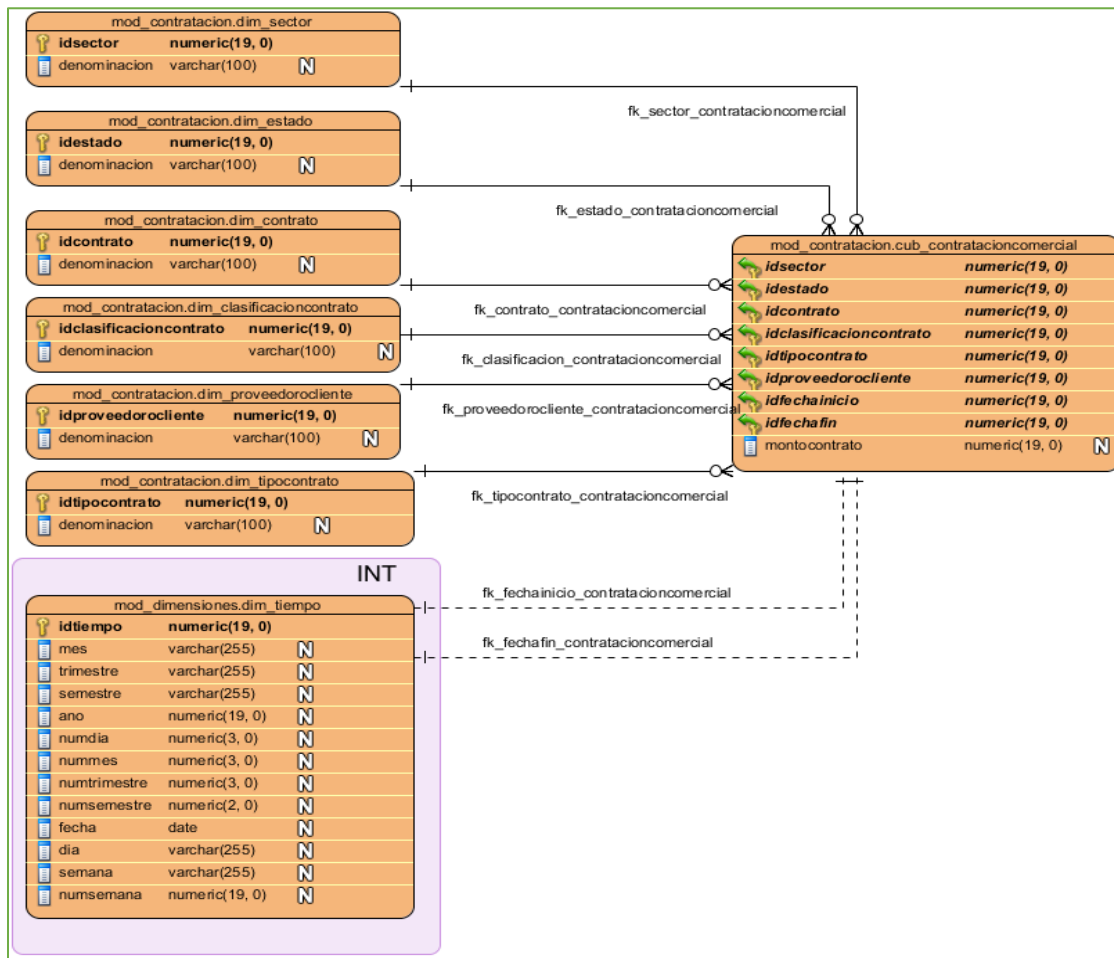 mod_contratacion.dim_sector
idsector numeric(19, 0)
denominacion varchar(100) N
mod_contratacion.dim_estado
idestado numeric(19, 0)
denominacion varchar(100) N
mod_contratacion.dim_contrato
idcontrato numeric(19, 0)
denominacion varchar(100) N
mod_contratacion.dim_clasificacioncontrato
idclasificacioncontrato numeric(19, 0)
denominacion varchar(100) N
mod_contratacion.dim_proveedorocliente
idproveedorocliente numeric(19, 0)
denominacion varchar(100) N
mod_contratacion.dim_tipocontrato
idtipocontrato numeric(19, 0)
denominacion varchar(100) N
INT
mod_dimensiones.dim_tiempo
idtiempo numeric(19, 0)
mes varchar(255) N
trimestre varchar(255) N
semestre varchar(255) N
ano numeric(19, 0) N
numdia numeric(3, 0) N
nummes numeric(3, 0) N
numtrimestre numeric(3, 0) N
numsemestre numeric(2, 0) N
fecha date N
dia varchar(255) N
semana varchar(255) N
numsemana numeric(19, 0) N
fk_sector_contratacioncomercial
fk_estado_contratacioncomercial
fk_contrato_contratacioncomercial
fk_clasificacion_contratacioncomercial
fk_proveedorocliente_contratacioncomercial
fk_tipocontrato_contratacioncomercial
fk_fechainicio_contratacioncomercial
fk_fechafin_contratacioncomercial
mod_contratacion.cub_contratacioncomercial
idsector numeric(19, 0)
idestado numeric(19, 0)
idcontrato numeric(19, 0)
idclasificacioncontrato numeric(19, 0)
idtipocontrato numeric(19, 0)
idproveedorocliente numeric(19, 0)
idfechainicio numeric(19, 0)
idfechafin numeric(19, 0)
montocontrato numeric(19, 0) N